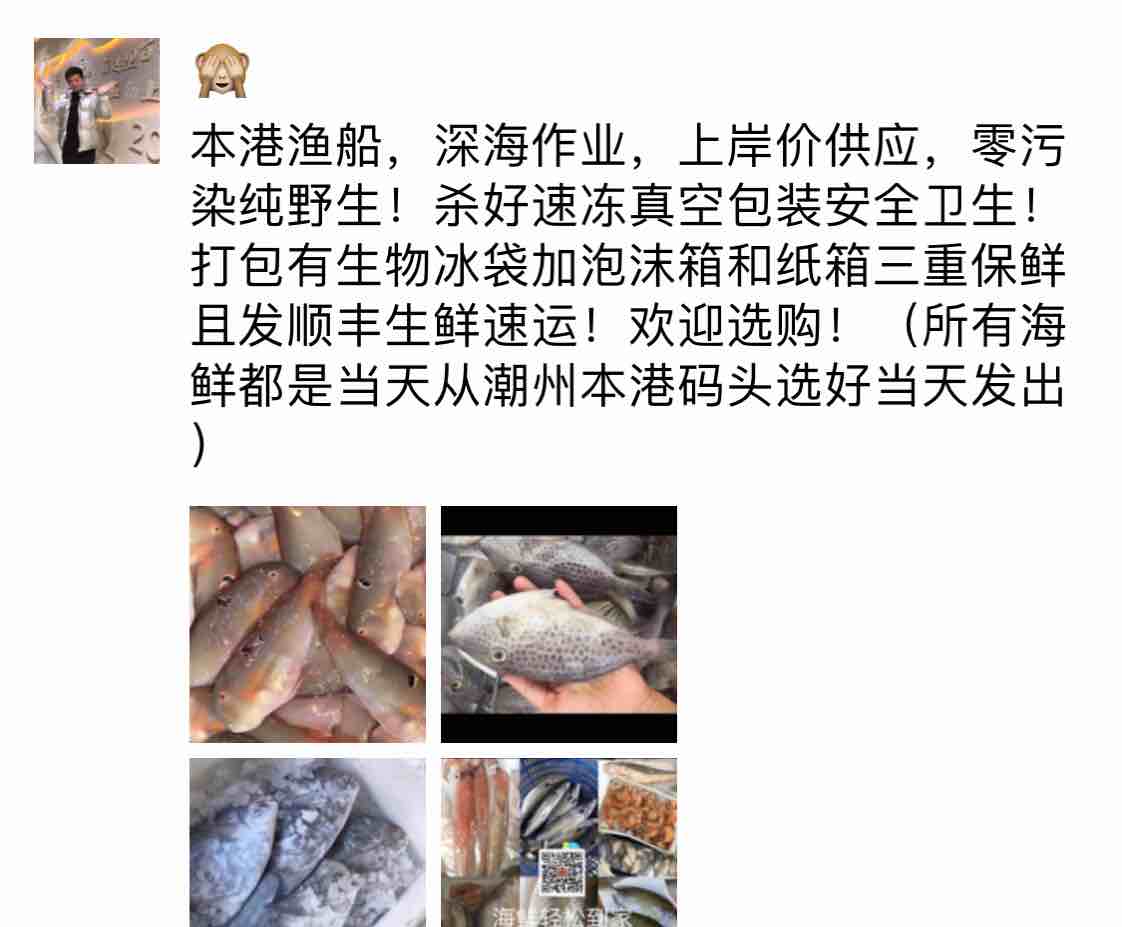 本港渔船，深海作业，上岸价供应，零污
染纯野生！杀好速冻真空包装安全卫生！
打包有生物冰袋加泡沫箱和纸箱三重保鲜
且发顺丰生鲜速运！欢迎选购！（所有海
鲜都是当天从潮州本港码头选好当天发出
）
海鲜轻松到家